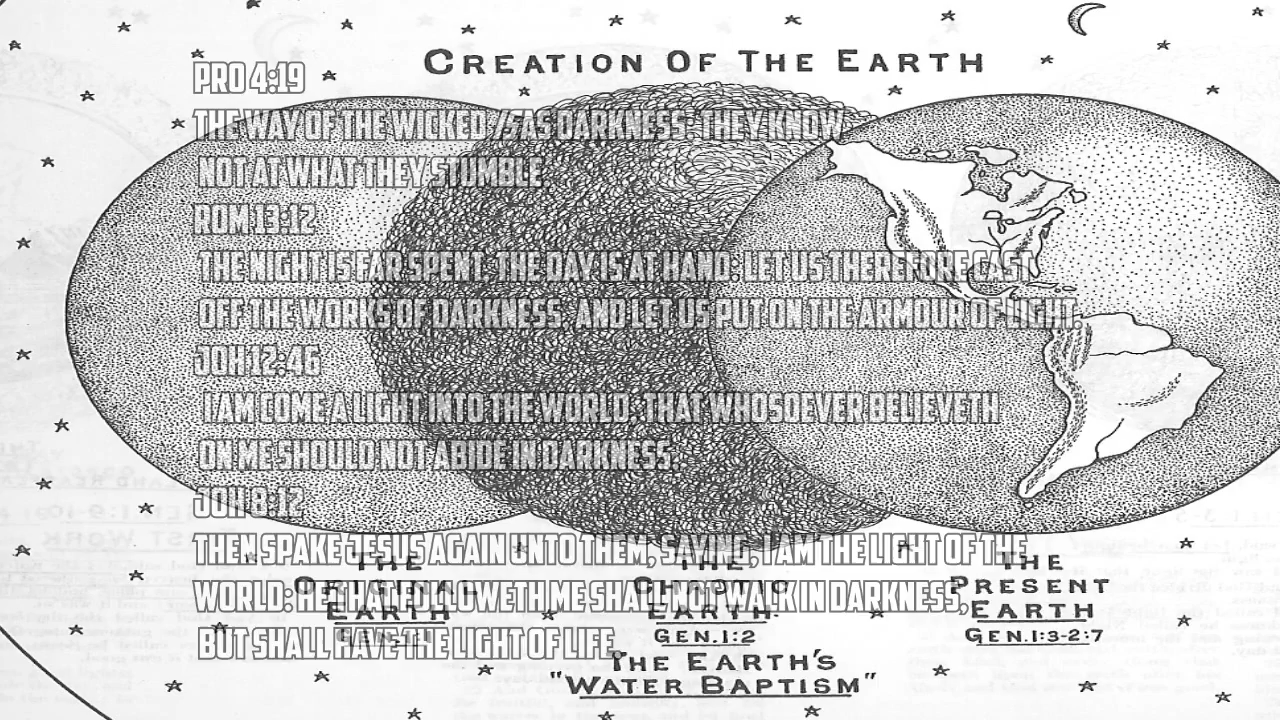 CREATION OF THE EARTH
PRO 4:19
THE WAY OF THE WICKED IS AS DARKNESS: THEY KNOW
NOT AT WHAT THEY STUMBLE.
ROM 13:12
THE NIGHT IS FAR SPENT, THE DAY IS AT HAND: LET US THEREFORE CAST
OFF THE WORKS OF DARKNESS, AND LET US PUT ON THE ARMOUR OF LIGHT.
JOH 12:46
I AM COME A LIGHT INTO THE WORLD, THAT WHOSOEVER BELIEVETH
ON ME SHOULD NOT ABIDE IN DARKNESS.
JOH 8:12
THEN SPAKE JESUS AGAIN UNTO THEM, SAYING, I AM THE LIGHT OF THE
WORLD: HE THAT FOLLOWETH ME SHALL NOT WALK IN DARKNESS,
BUT SHALL HAVE THE LIGHT OF LIFE.
THE
ORIGINAL
EARTH
GEN. 1:1
THE
CHAOTIC
EARTH.
GEN. 1:2
THE EARTH'S
"WATER BAPTISM"
THE
PRESENT
EARTH
GEN. 1:3-2:7